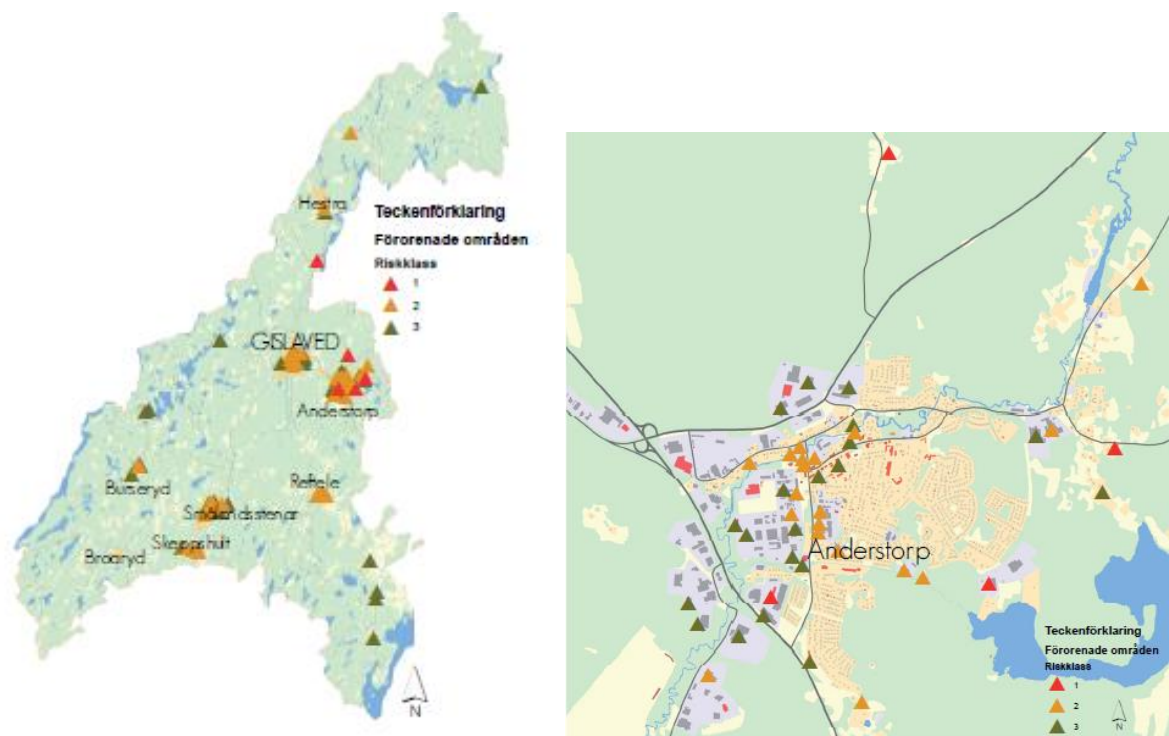 Hestra
Teckenförklaring
Förorenade områden
Riskklass
1
2
3
GISLAVED
Anderstorp
Burseryd
Reftele
Smålandsstenar
Skeppshult
Broaryd
N
Anderstorp
Teckenförklaring
Förorenade områden
Riskklass
1
2
3
N